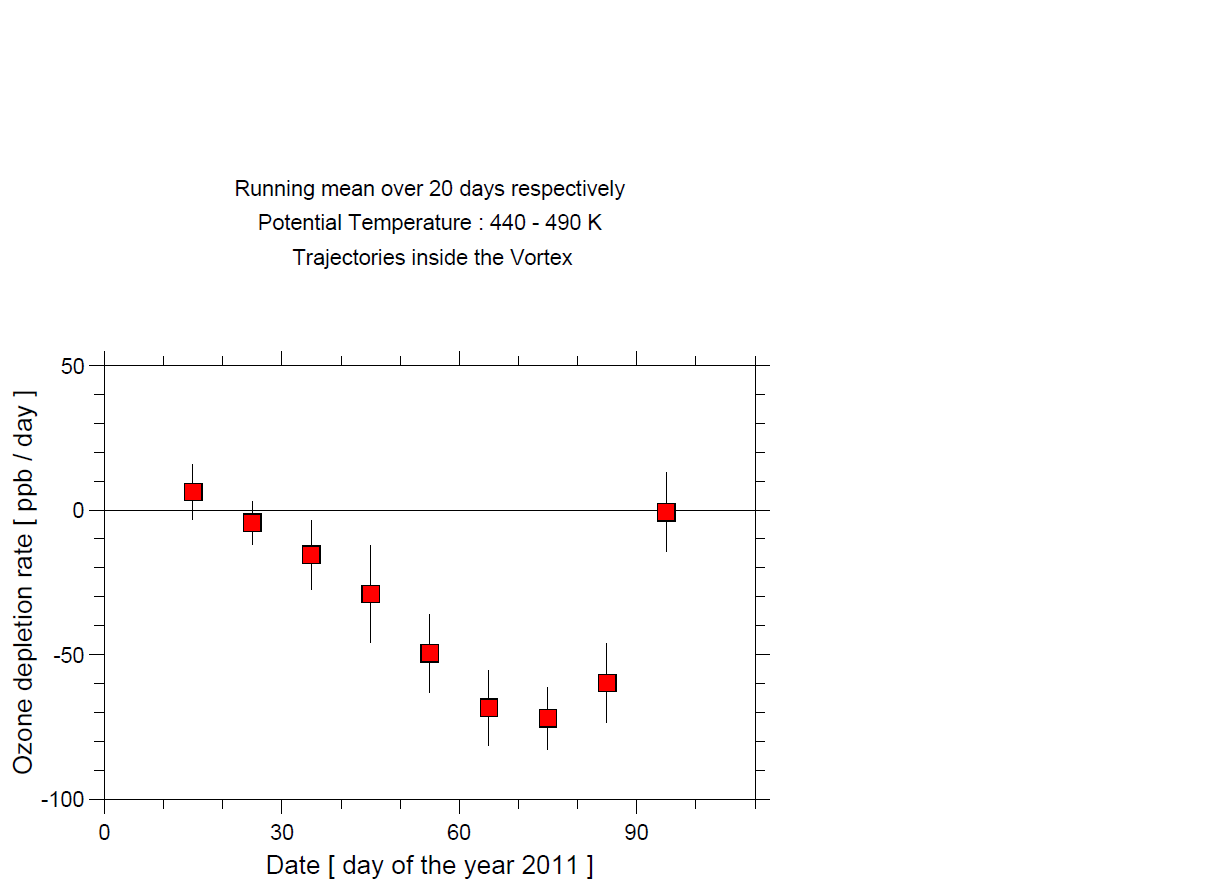 Running mean over 20 days respectively
Potential Temperature : 440 - 490 K
Trajectories inside the Vortex
50
0
-50
-100
Ozone depletion rate [ ppb / day ]
0 30 60 90
Date [ day of the year 2011 ]